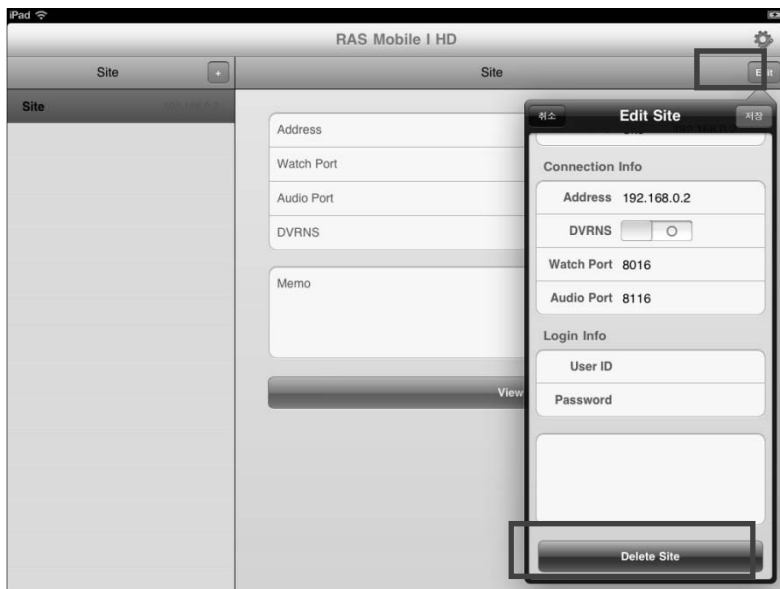 iPad
RAS Mobile I HD
Site
+
Site
Edit
Site
Address
Watch Port
Audio Port
DVRNS
Memo
View
취소
Edit Site
저장
Connection Info
Address 192.168.0.2
DVRNS
Watch Port 8016
Audio Port 8116
Login Info
User ID
Password
Delete Site